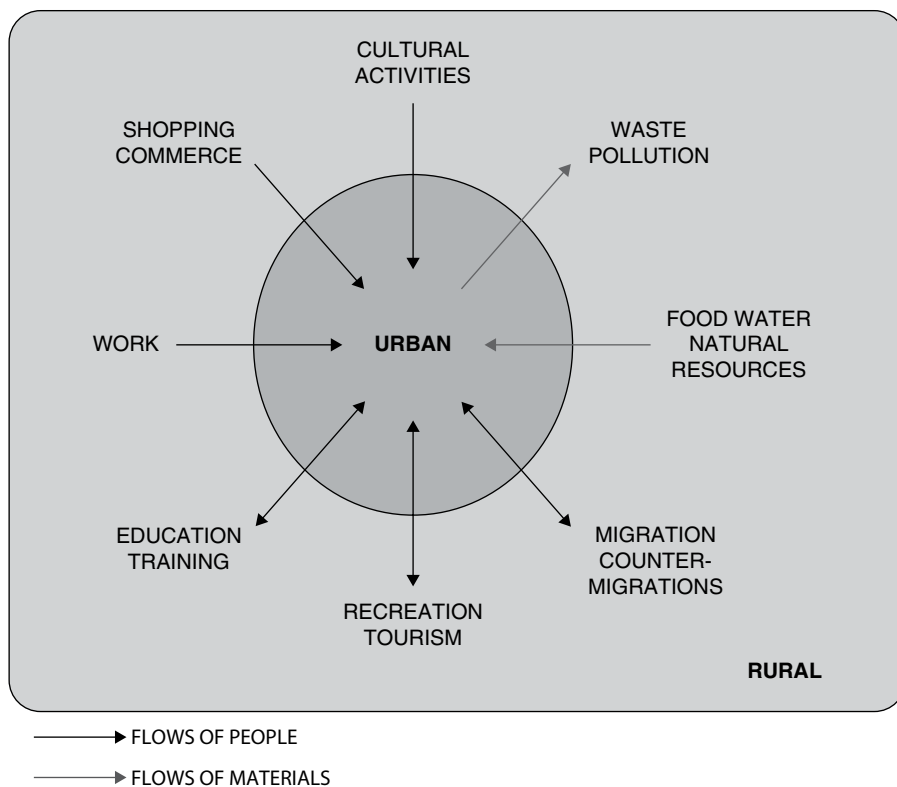 CULTURAL
ACTIVITIES
SHOPPING
COMMERCE
WASTE
POLLUTION
WORK
URBAN
FOOD WATER
NATURAL
RESOURCES
EDUCATION
TRAINING
RECREATION
TOURISM
MIGRATION
COUNTER-
MIGRATIONS
RURAL
FLOWS OF PEOPLE
FLOWS OF MATERIALS